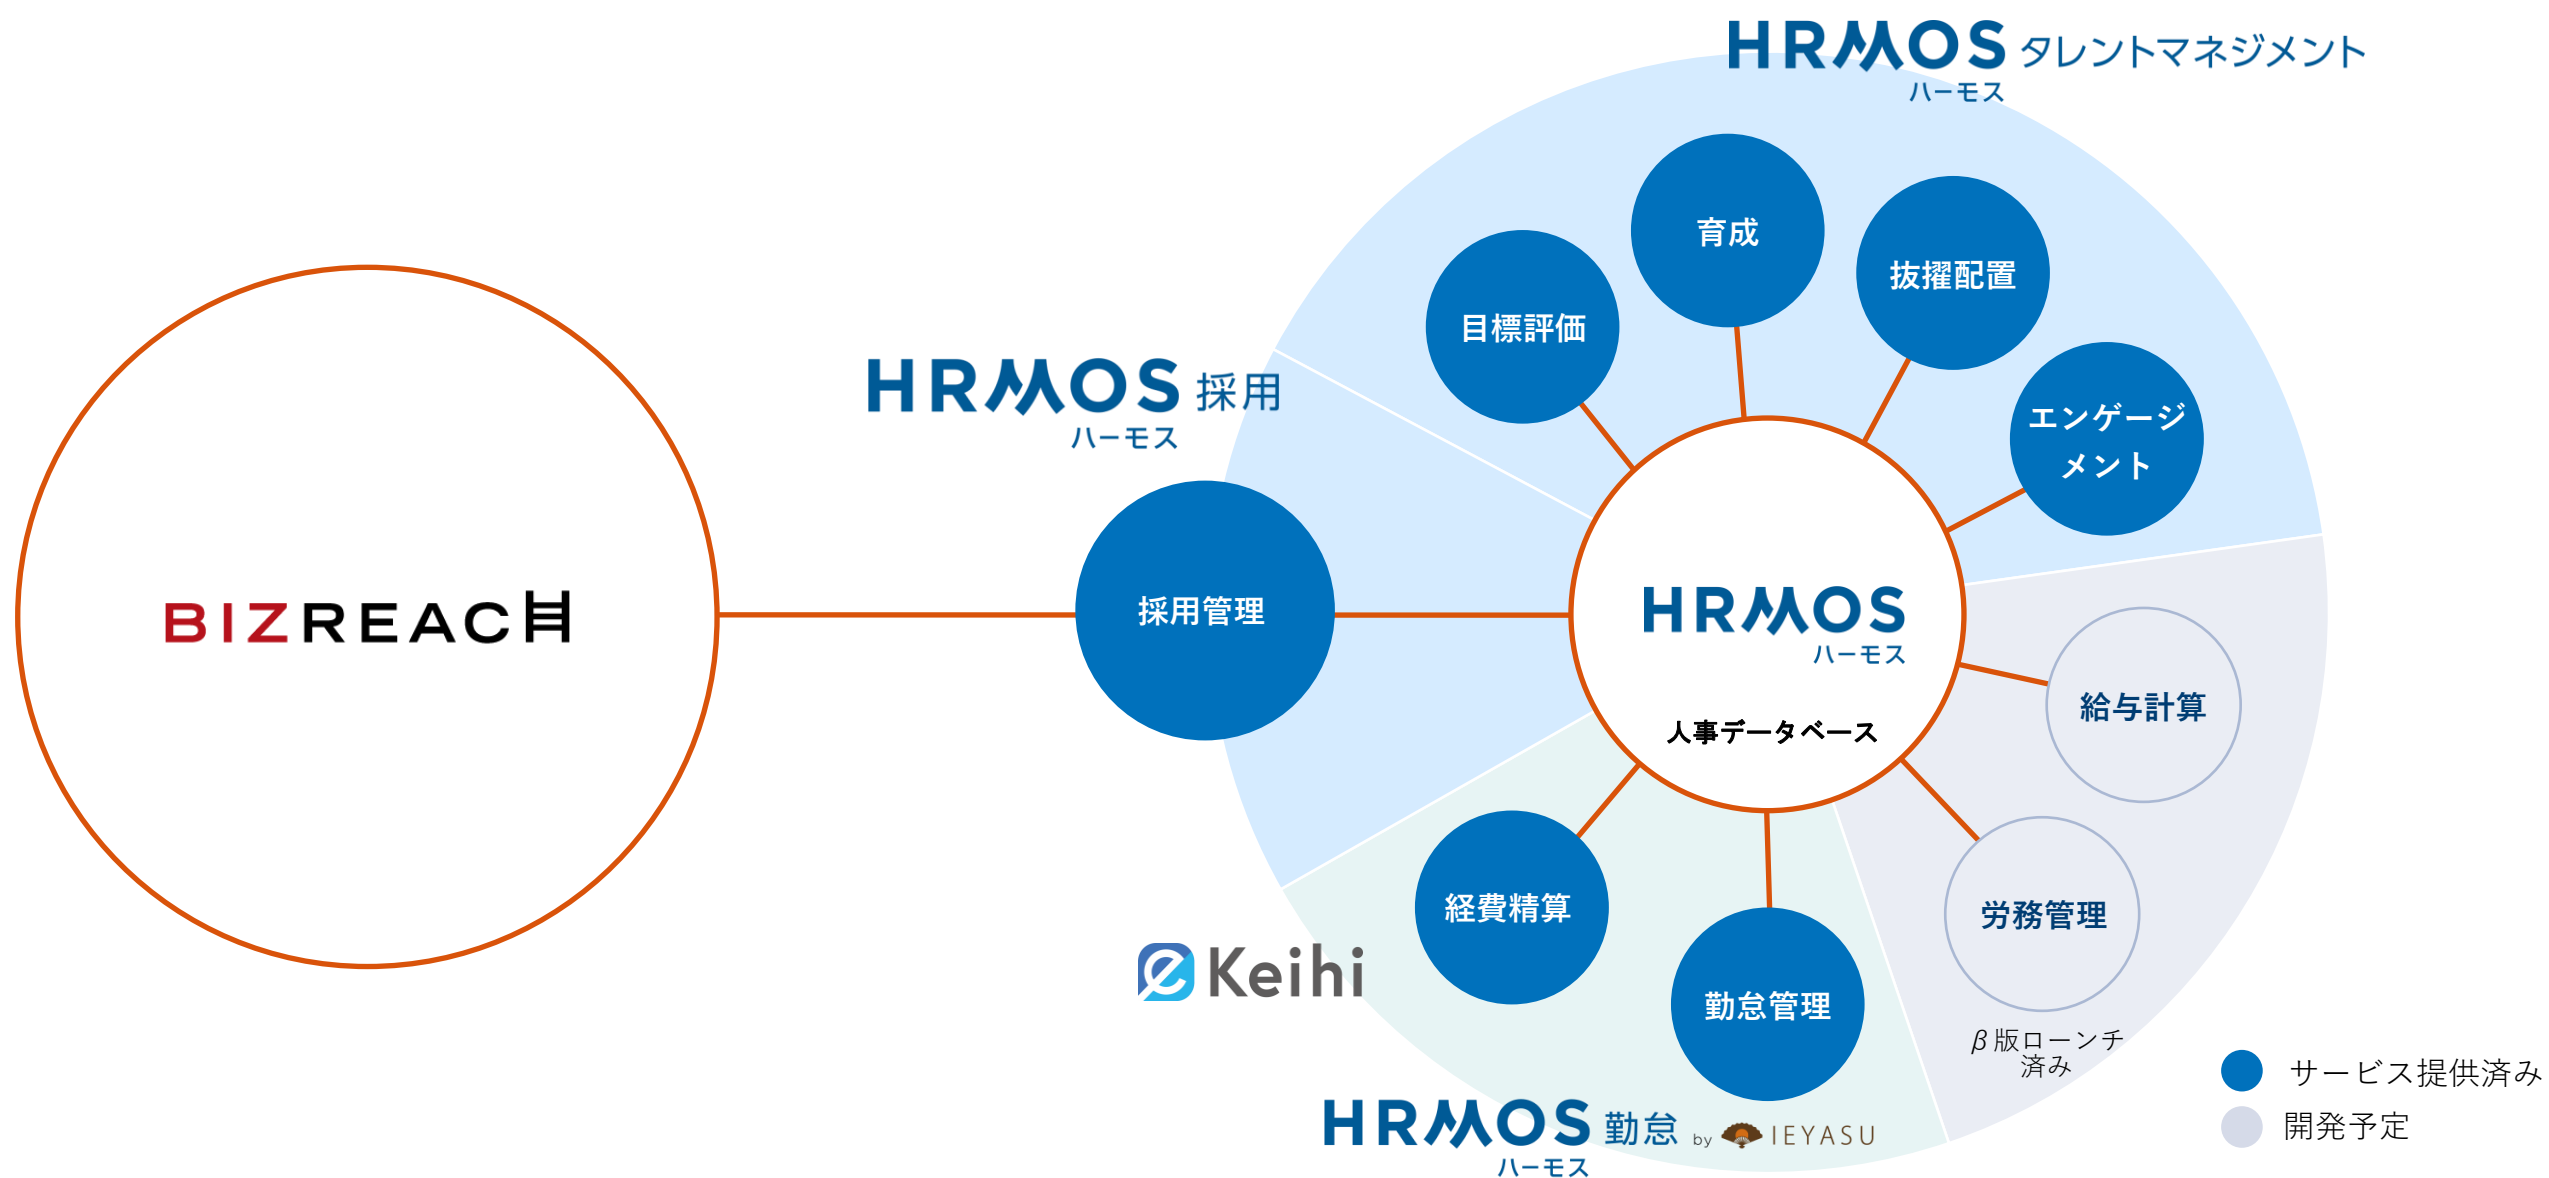 HRMOS タレントマネジメント
ハーモス
育成
抜擢配置
目標評価
エンゲージ
メント
HRMOS 採用
ハーモス
採用管理
BIZREACH
HRMOS
ハーモス
人事データベース
給与計算
労務管理
β版ローンチ
済み
経費精算
Keihi
勤怠管理
HRMOS 勤怠 by IEYASU
ハーモス
サービス提供済み
開発予定